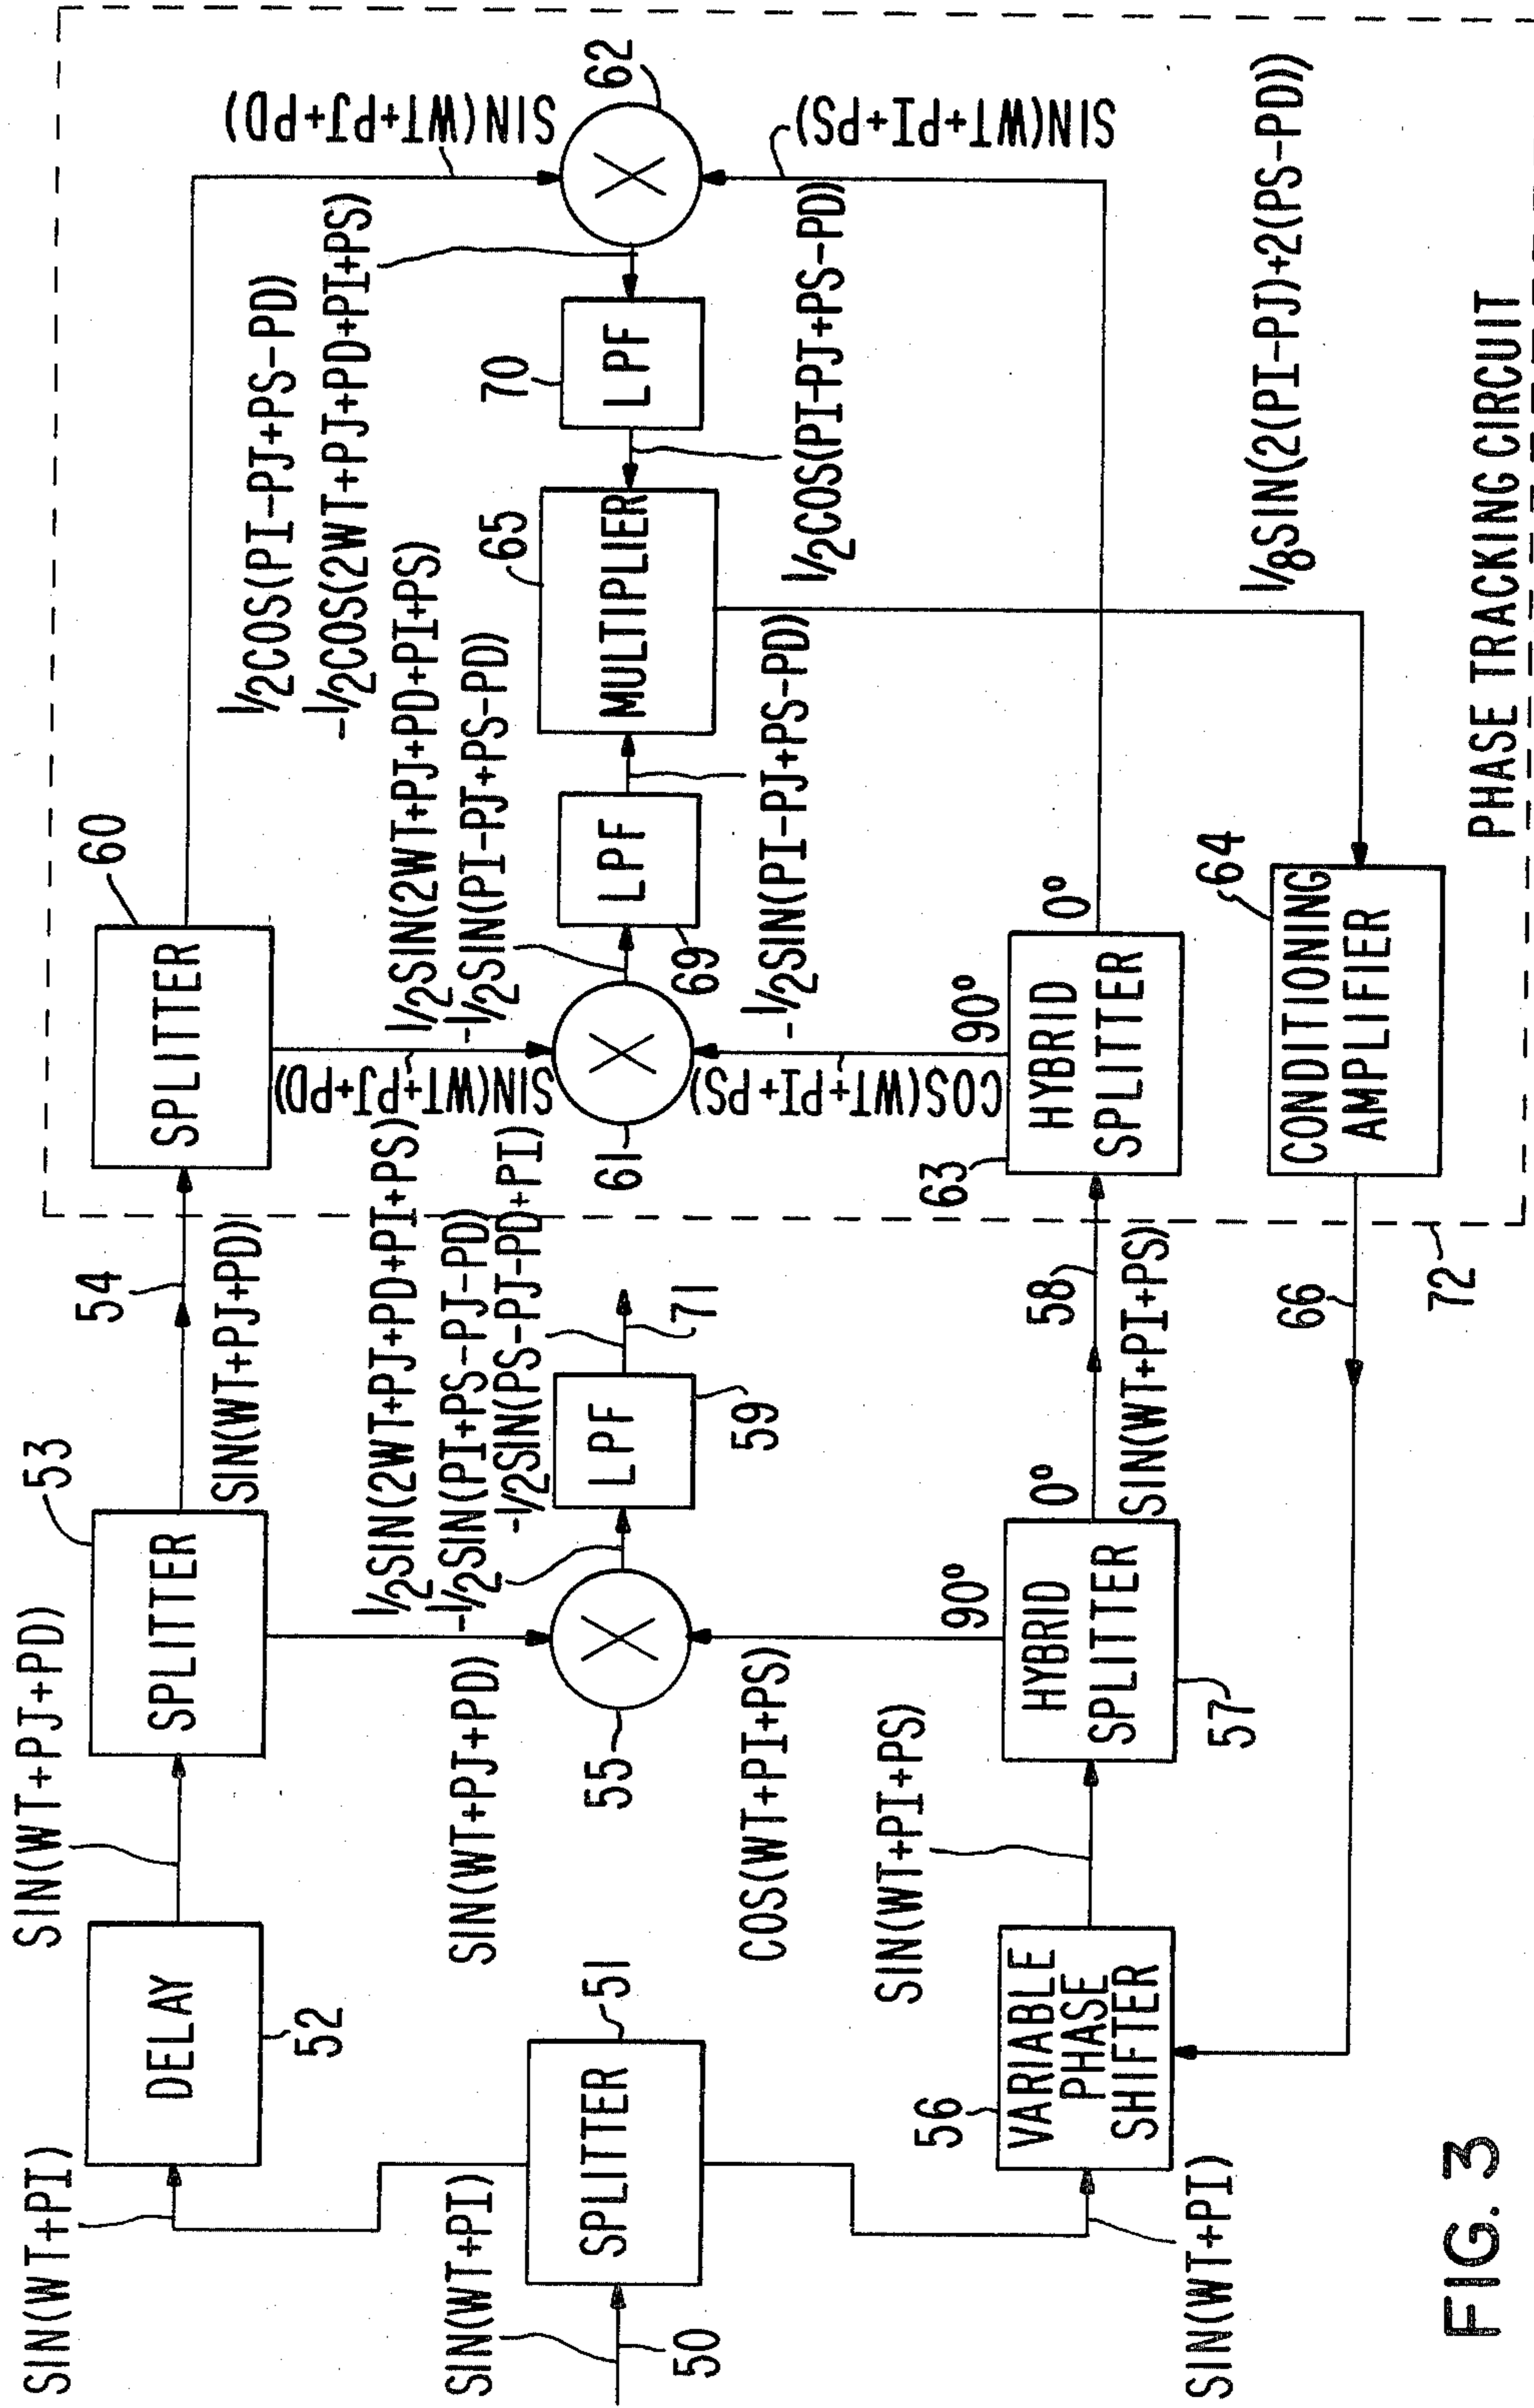 SIN(WT+PI)
DELAY
52
SIN(WT+PJ+PD)
53
SPLITTER
SIN(WT+PJ+PD)
54
60
SPLITTER
SIN(WT+PI)
50
51
SPLITTER
SIN(WT+PJ+PD)
55
COS(WT+PI+PS)
1/2SIN(2WT+PJ+PD+PI+PS)
-1/2SIN(PI+PS-PJ-PD)
-1/2SIN(PS-PJ-PD+PI)
LPF
59
71
SIN(WT+PJ+PD)
61
COS(WT+PI+PS)
1/2SIN(2WT+PJ+PD+PI+PS)
-1/2SIN(PI-PJ+PS-PD)
LPF
69
-1/2SIN(PI-PJ+PS-PD)
MULTIPLIER
65
1/2COS(PI-PJ+PS-PD)
-1/2COS(2WT+PJ+PD+PI+PS)
LPF
70
1/2COS(PI-PJ+PS-PD)
SIN(WT+PJ+PD)
62
SIN(WT+PI+PS)
SIN(WT+PI)
56
VARIABLE
PHASE
SHIFTER
SIN(WT+PI+PS)
90°
0°
HYBRID
SPLITTER
57
SIN(WT+PI+PS)
58
63
90°
0°
HYBRID
SPLITTER
66
72
64
CONDITIONING
AMPLIFIER
1/8SIN(2(PI-PJ)+2(PS-PD))
PHASE TRACKING CIRCUIT
FIG. 3